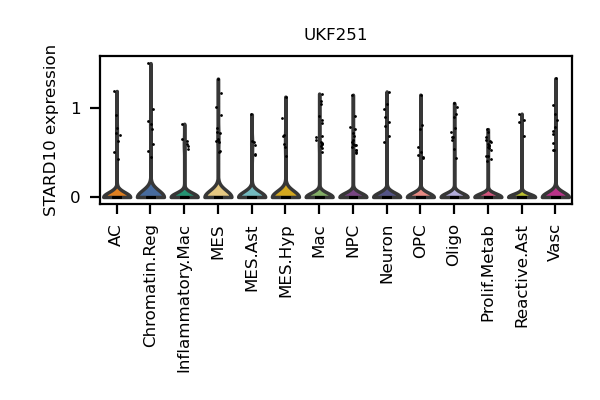 UKF251
STARD10 expression
1
0
AC
Chromatin.Reg
Inflammatory.Mac
MES
MES.Ast
MES.Hyp
Mac
NPC
Neuron
OPC
Oligo
Prolif.Metab
Reactive.Ast
Vasc